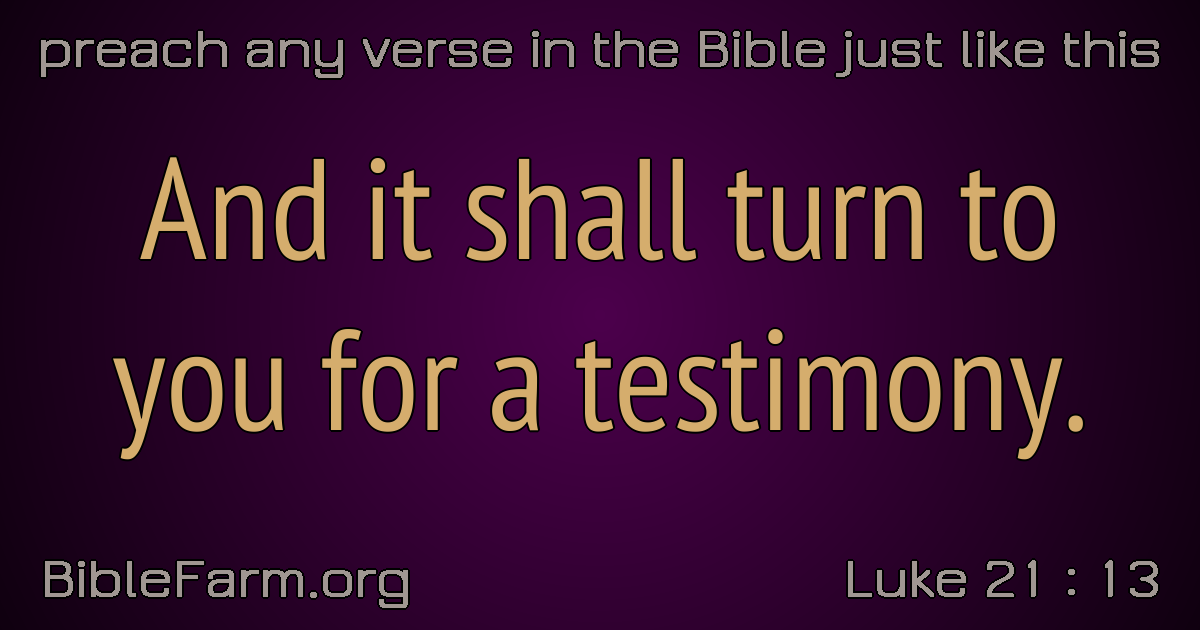 preach any verse in the Bible just like this
And it shall turn to
you for a testimony.
BibleFarm.org
Luke 21 : 13